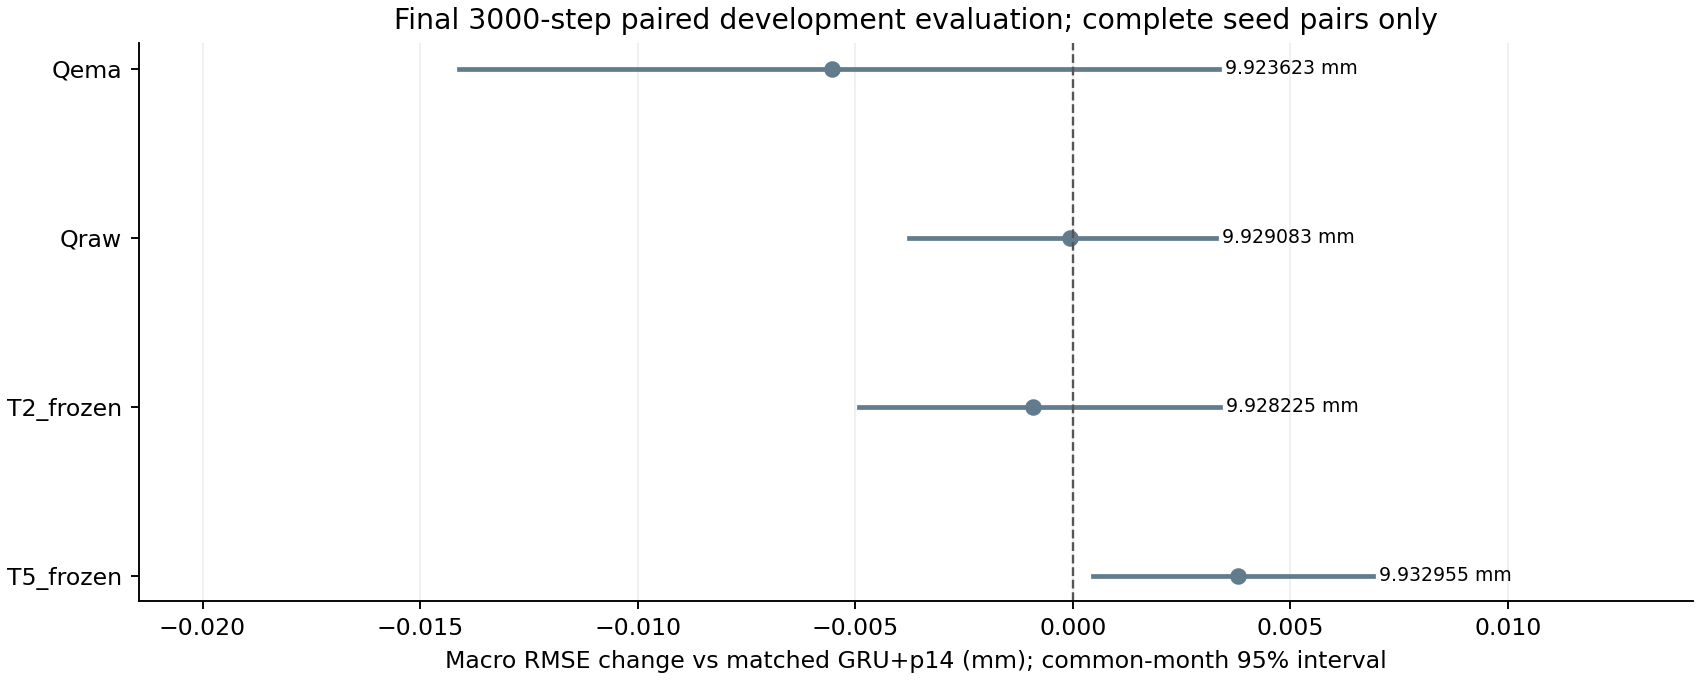 Final 3000-step paired development evaluation; complete seed pairs only
Qema
9.923623 mm
Qraw
9.929083 mm
T2_frozen
9.928225 mm
T5_frozen
9.932955 mm
−0.020 −0.015 −0.010 −0.005 0.000 0.005 0.010
Macro RMSE change vs matched GRU+p14 (mm); common-month 95% interval